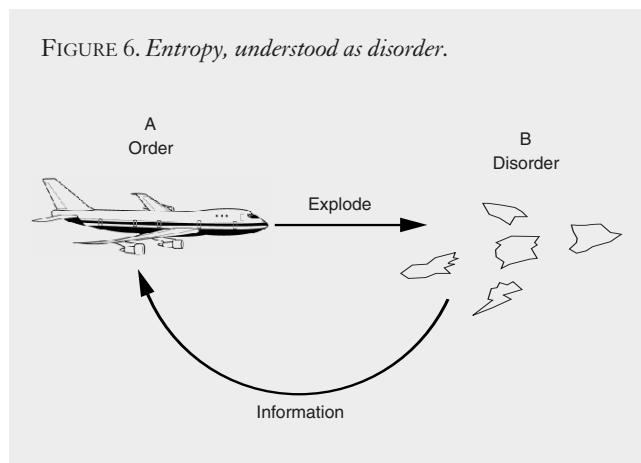 FIGURE 6. Entropy, understood as disorder.
A
Order
B
Disorder
Explode
Information